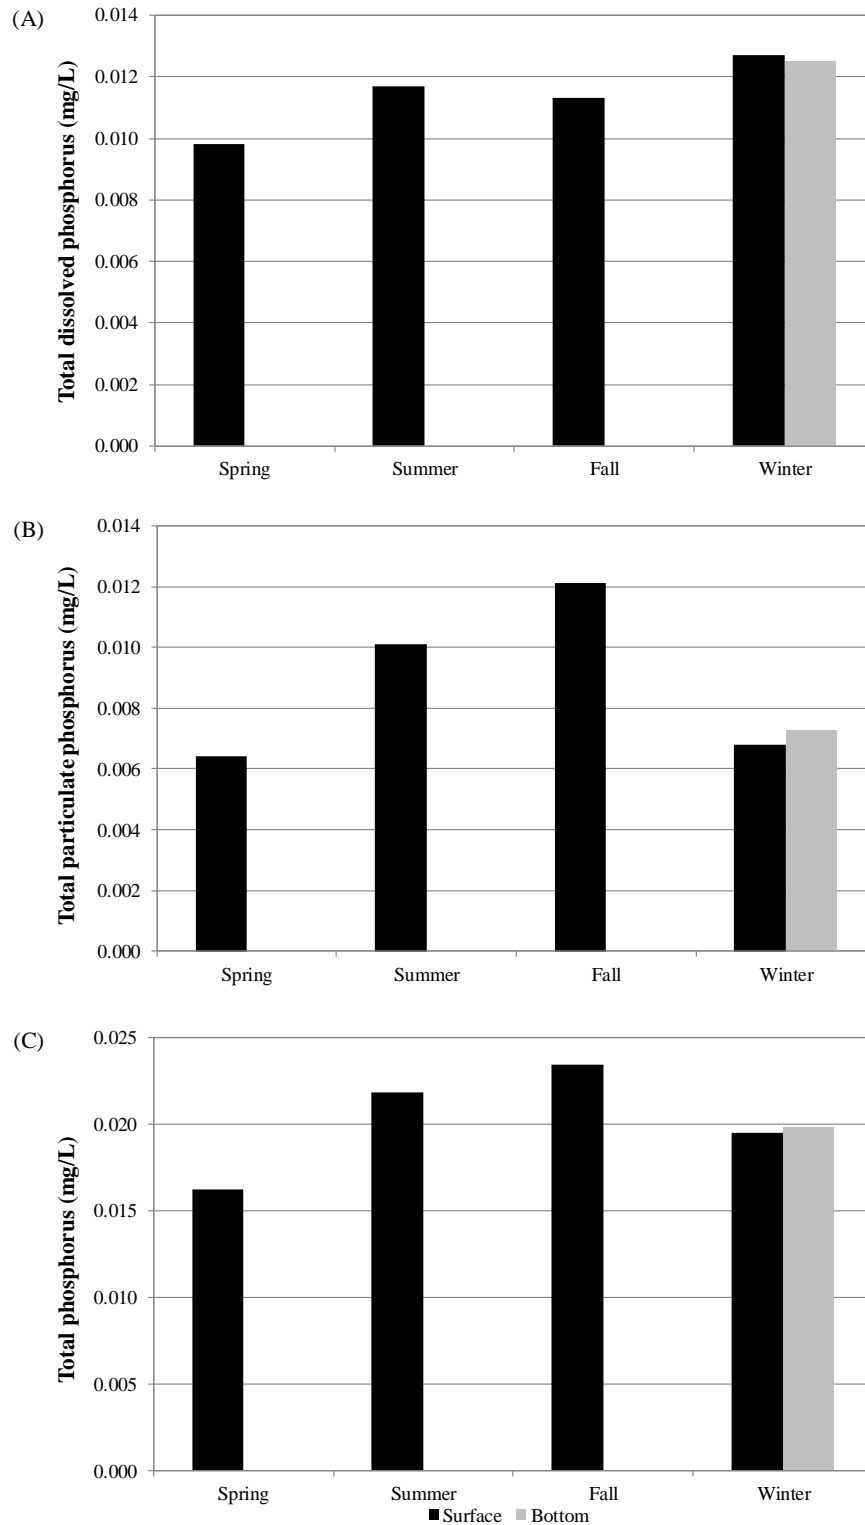 (A)
Total dissolved phosphorus (mg/L)
0.014
0.012
0.010
0.008
0.006
0.004
0.002
0.000
Spring Summer Fall Winter
(B)
Total particulate phosphorus (mg/L)
0.014
0.012
0.010
0.008
0.006
0.004
0.002
0.000
Spring Summer Fall Winter
(C)
Total phosphorus (mg/L)
0.025
0.020
0.015
0.010
0.005
0.000
Spring Summer Fall Winter
Surface Bottom